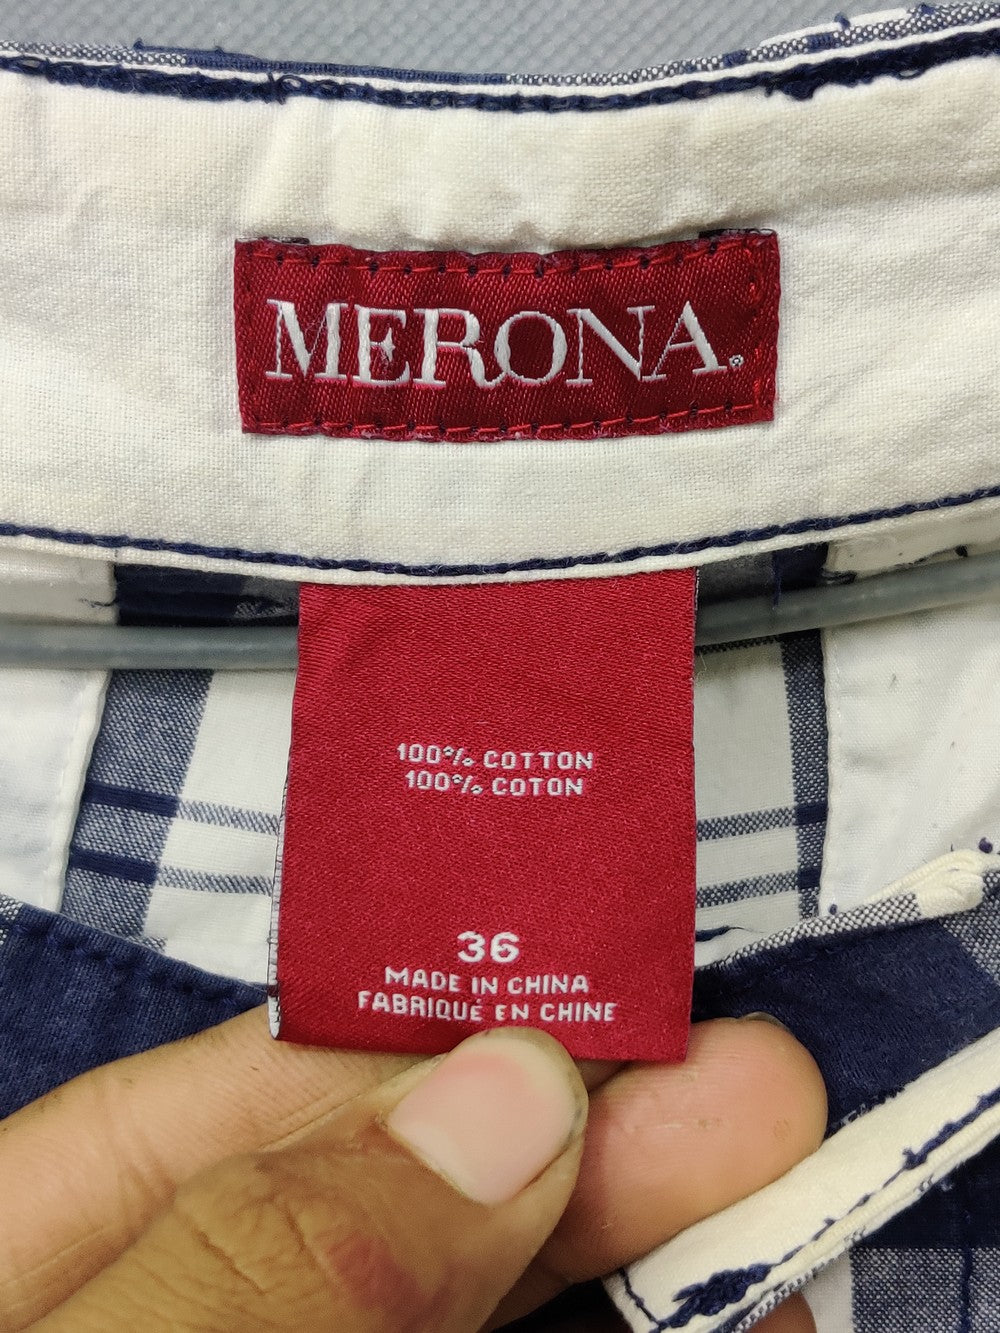 MERONA®
100% COTTON
100% COTON
36
MADE IN CHINA
FABRIQUÉ EN CHINE